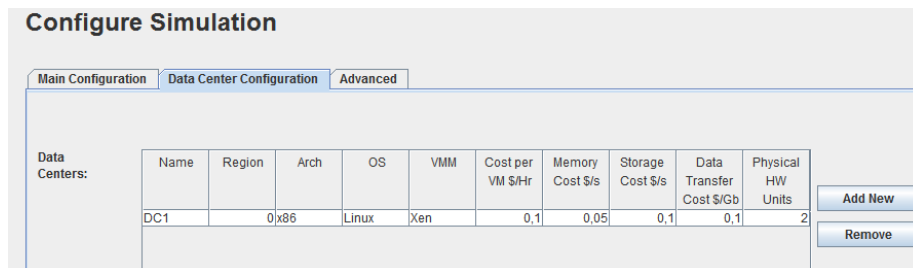 Configure Simulation
Main Configuration Data Center Configuration Advanced
Data Centers:
Name Region Arch OS VMM Cost per VM $/Hr Memory Cost $/s Storage Cost $/s Data Transfer Cost $/Gb Physical HW Units
DC1 0 x86 Linux Xen 0,1 0,05 0,1 0,1 2
Add New
Remove